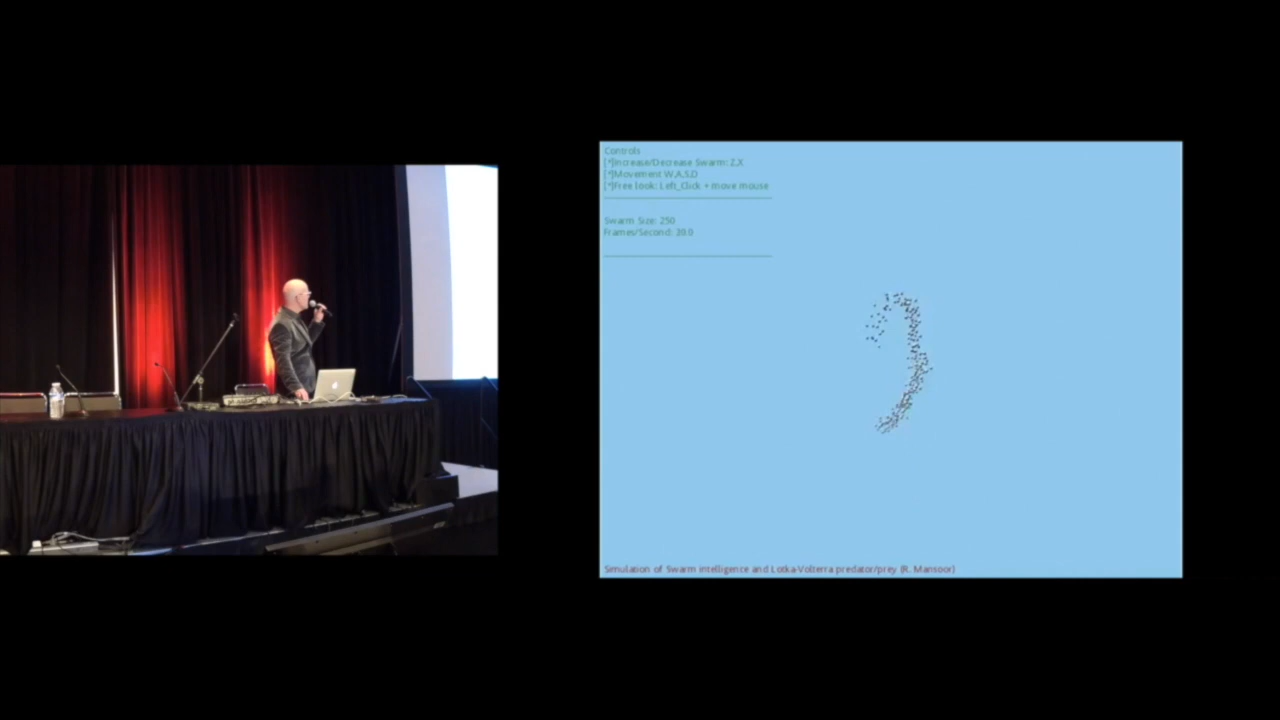 Controls
[*]Increase/Decrease Swarm: Z,X
[*]Movement W,A,S,D
[*]Free look: Left_Click + move mouse
Swarm Size: 250
Frames/Second: 39.0
Simulation of Swarm intelligence and Lotka-Volterra predator/prey (R. Mansoor)